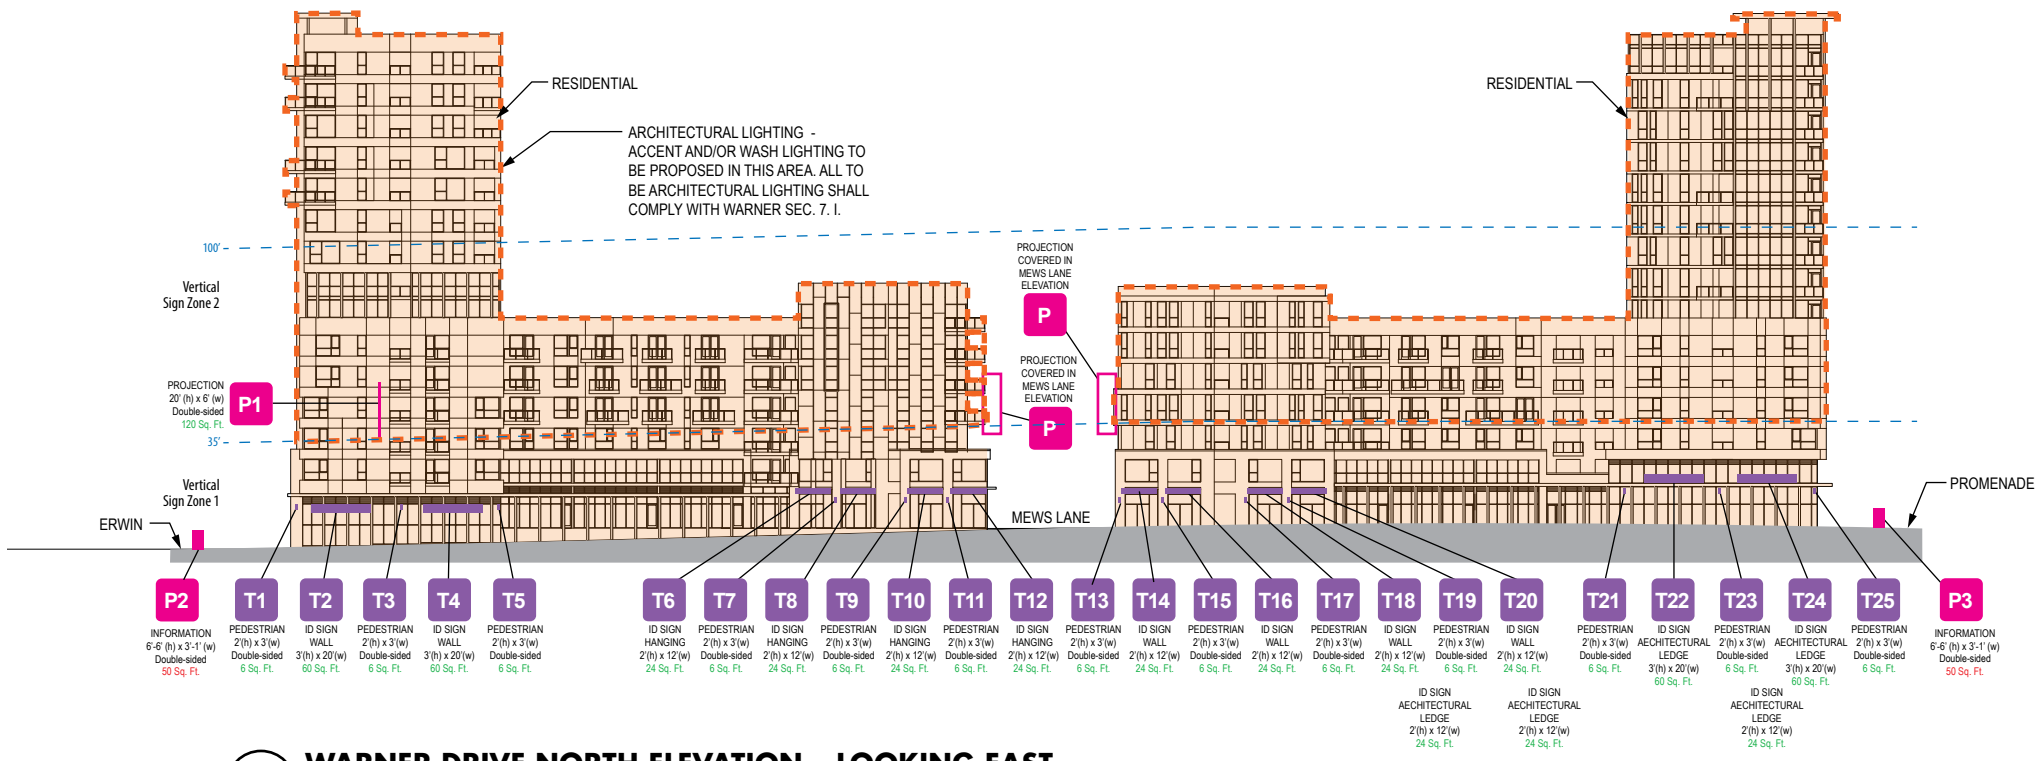 RESIDENTIAL
RESIDENTIAL
ARCHITECTURAL LIGHTING -
ACCENT AND/OR WASH LIGHTING TO
BE PROPOSED IN THIS AREA. ALL TO
BE ARCHITECTURAL LIGHTING SHALL
COMPLY WITH WARNER SEC. 7. I.
100'
Vertical
Sign Zone 2
PROJECTION
COVERED IN
MEWS LANE
ELEVATION
P
PROJECTION
COVERED IN
MEWS LANE
ELEVATION
P
PROJECTION
20' (h) x 6' (w)
Double-sided
120 Sq. Ft.
P1
35'
Vertical
Sign Zone 1
ERWIN
MEWS LANE
PROMENADE
P2
INFORMATION
6'-6' (h) x 3'-1' (w)
Double-sided
50 Sq. Ft.
T1
PEDESTRIAN
2'(h) x 3'(w)
Double-sided
6 Sq. Ft.
T2
ID SIGN
WALL
3'(h) x 20'(w)
60 Sq. Ft.
T3
PEDESTRIAN
2'(h) x 3'(w)
Double-sided
6 Sq. Ft.
T4
ID SIGN
WALL
3'(h) x 20'(w)
60 Sq. Ft.
T5
PEDESTRIAN
2'(h) x 3'(w)
Double-sided
6 Sq. Ft.
T6
ID SIGN
HANGING
2'(h) x 12'(w)
24 Sq. Ft.
T7
PEDESTRIAN
2'(h) x 3'(w)
Double-sided
6 Sq. Ft.
T8
ID SIGN
HANGING
2'(h) x 12'(w)
24 Sq. Ft.
T9
PEDESTRIAN
2'(h) x 3'(w)
Double-sided
6 Sq. Ft.
T10
ID SIGN
HANGING
2'(h) x 12'(w)
24 Sq. Ft.
T11
PEDESTRIAN
2'(h) x 3'(w)
Double-sided
6 Sq. Ft.
T12
ID SIGN
HANGING
2'(h) x 12'(w)
24 Sq. Ft.
T13
PEDESTRIAN
2'(h) x 3'(w)
Double-sided
6 Sq. Ft.
T14
ID SIGN
WALL
2'(h) x 12'(w)
24 Sq. Ft.
T15
PEDESTRIAN
2'(h) x 3'(w)
Double-sided
6 Sq. Ft.
T16
ID SIGN
WALL
2'(h) x 12'(w)
24 Sq. Ft.
T17
PEDESTRIAN
2'(h) x 3'(w)
Double-sided
6 Sq. Ft.
T18
ID SIGN
WALL
2'(h) x 12'(w)
24 Sq. Ft.
T19
PEDESTRIAN
2'(h) x 3'(w)
Double-sided
6 Sq. Ft.
T20
ID SIGN
WALL
2'(h) x 12'(w)
24 Sq. Ft.
T21
PEDESTRIAN
2'(h) x 3'(w)
Double-sided
6 Sq. Ft.
T22
ID SIGN
AECHITECTURAL
LEDGE
3'(h) x 20'(w)
60 Sq. Ft.
T23
PEDESTRIAN
2'(h) x 3'(w)
Double-sided
6 Sq. Ft.
T24
ID SIGN
AECHITECTURAL
LEDGE
3'(h) x 20'(w)
60 Sq. Ft.
T25
PEDESTRIAN
2'(h) x 3'(w)
Double-sided
6 Sq. Ft.
P3
INFORMATION
6'-6' (h) x 3'-1' (w)
Double-sided
50 Sq. Ft.
ID SIGN
AECHITECTURAL
LEDGE
2'(h) x 12'(w)
24 Sq. Ft.
ID SIGN
AECHITECTURAL
LEDGE
2'(h) x 12'(w)
24 Sq. Ft.
ID SIGN
AECHITECTURAL
LEDGE
2'(h) x 12'(w)
24 Sq. Ft.
WARNER DRIVE NORTH ELEVATION - LOOKING EAST